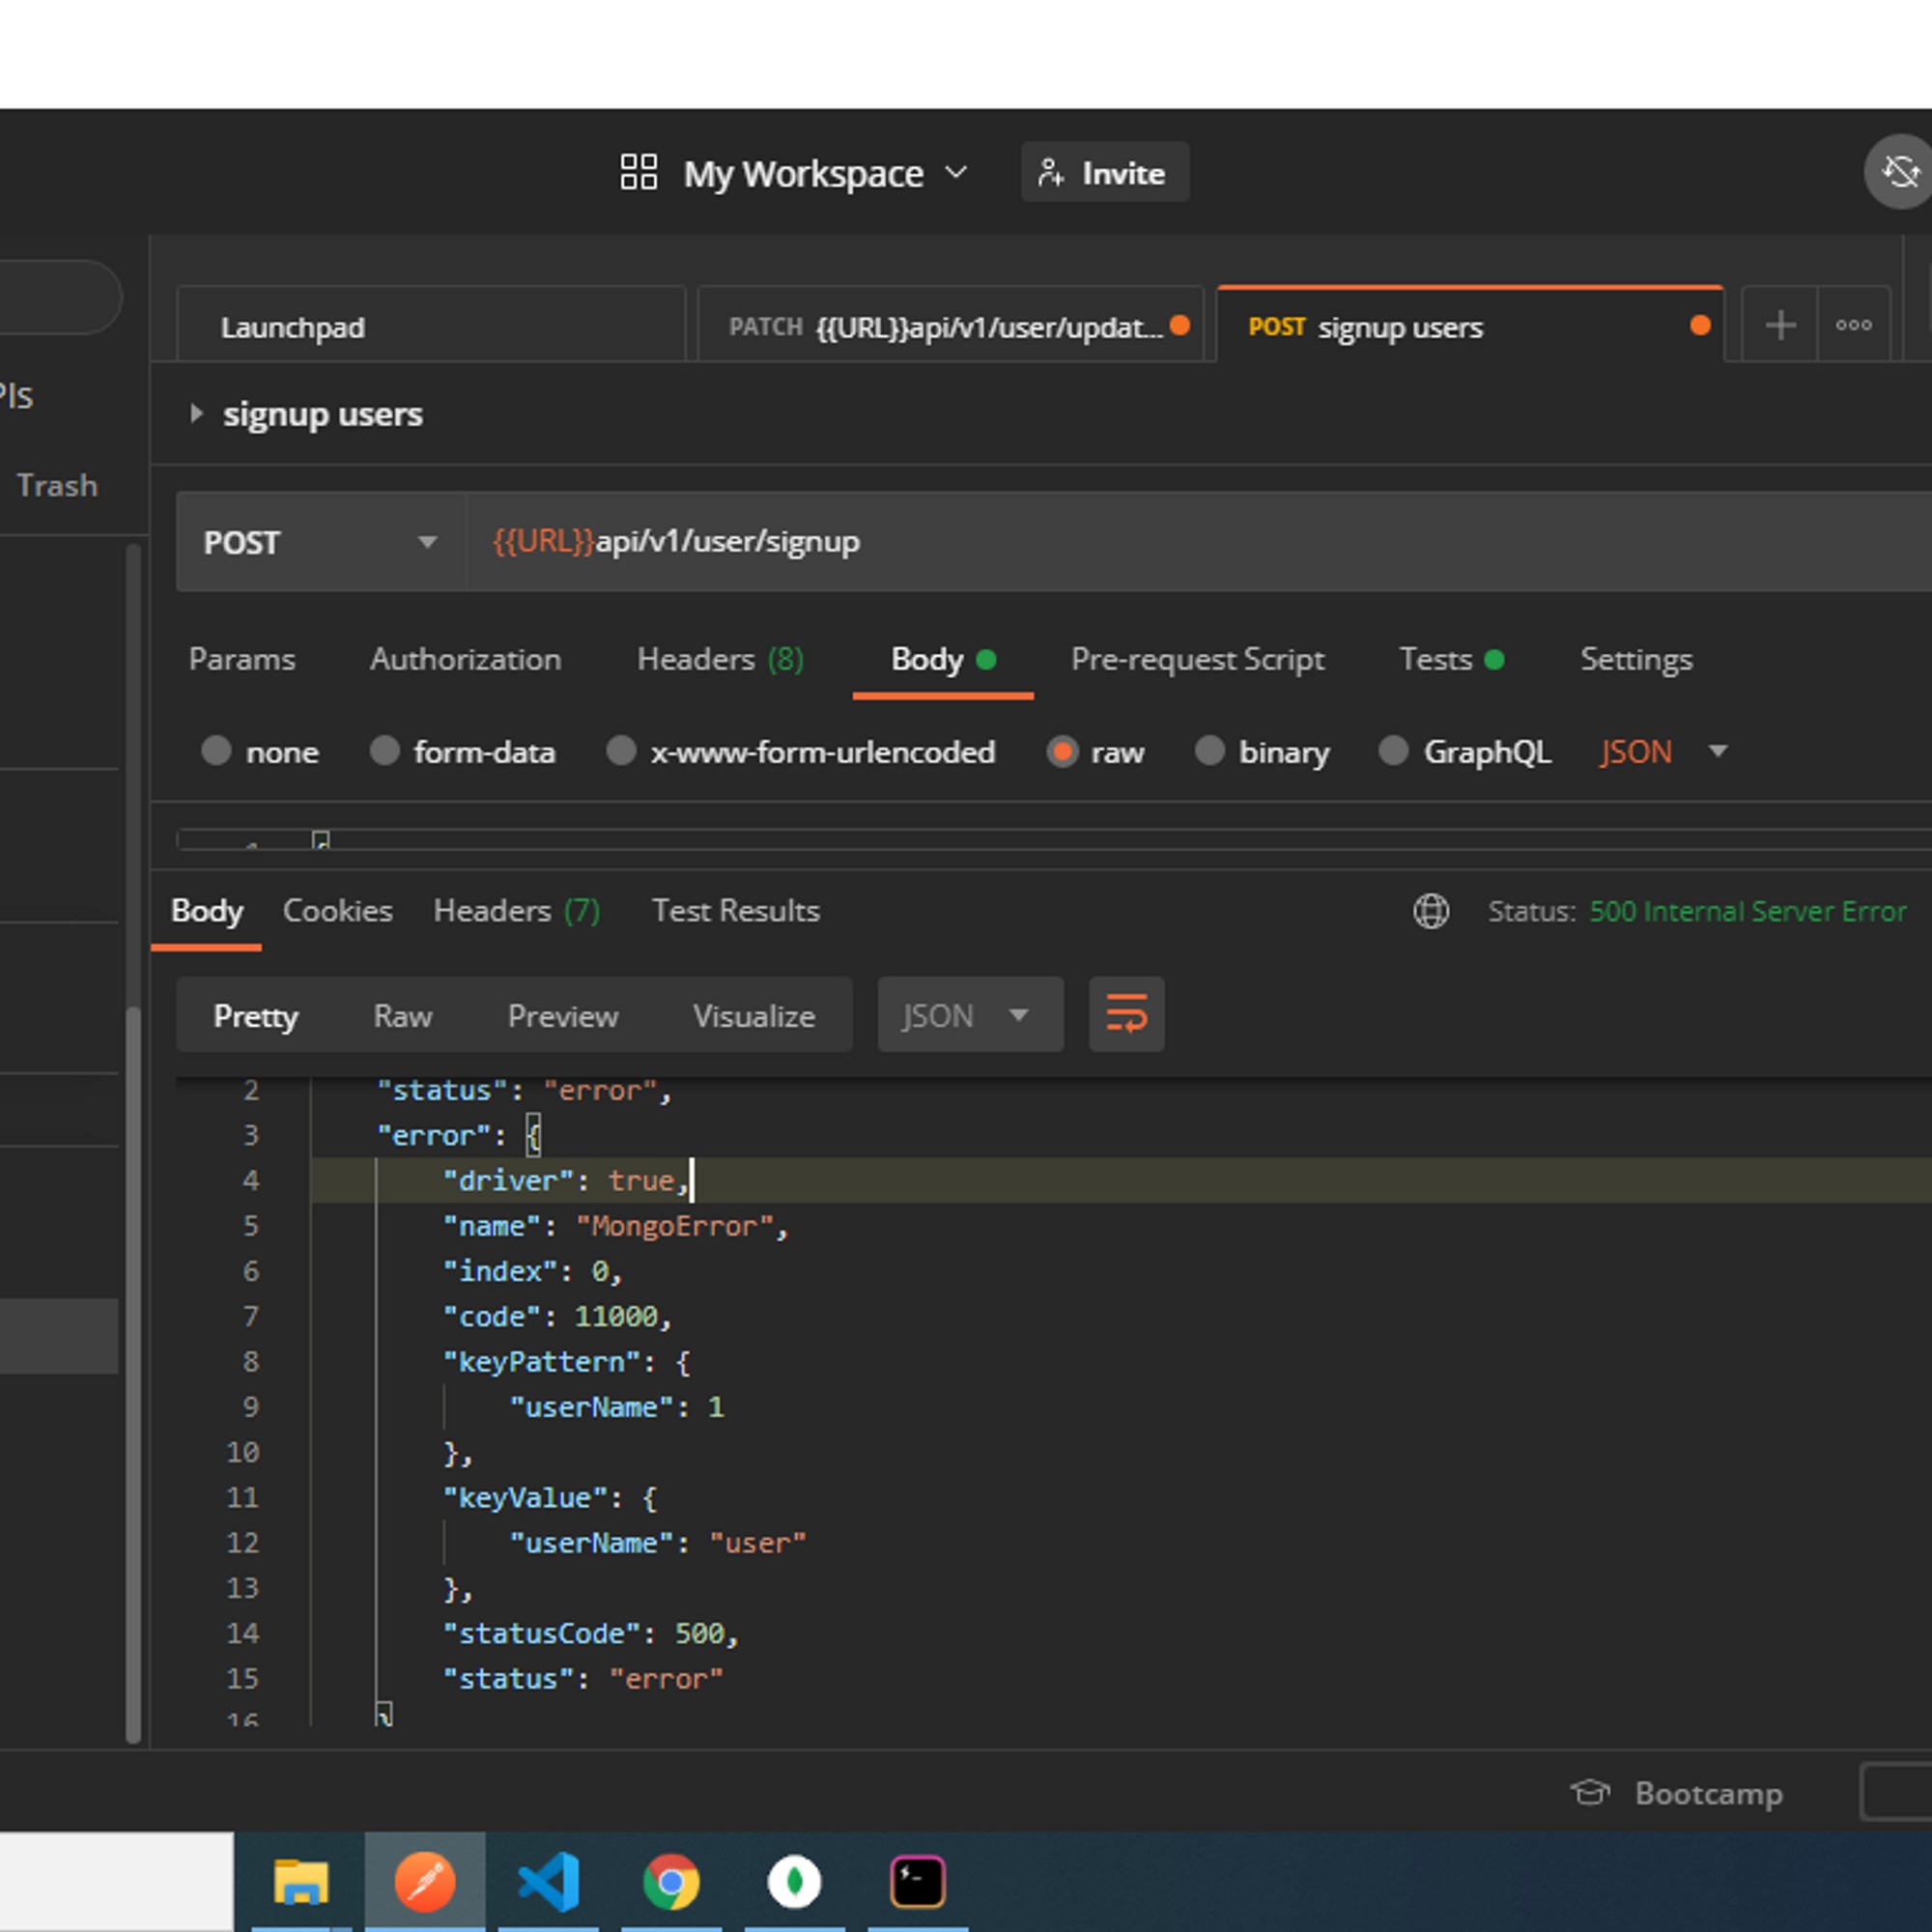 My Workspace Invite
Launchpad PATCH {{URL}}api/v1/user/updat... POST signup users
PIs
signup users
Trash
POST {{URL}}api/v1/user/signup
Params Authorization Headers (8) Body Pre-request Script Tests Settings
none form-data x-www-form-urlencoded raw binary GraphQL JSON
Body Cookies Headers (7) Test Results Status: 500 Internal Server Error
Pretty Raw Preview Visualize JSON
2 "status": "error",
3 "error": {
4 "driver": true,
5 "name": "MongoError",
6 "index": 0,
7 "code": 11000,
8 "keyPattern": {
9 "userName": 1
10 },
11 "keyValue": {
12 "userName": "user"
13 },
14 "statusCode": 500,
15 "status": "error"
16 }
Bootcamp